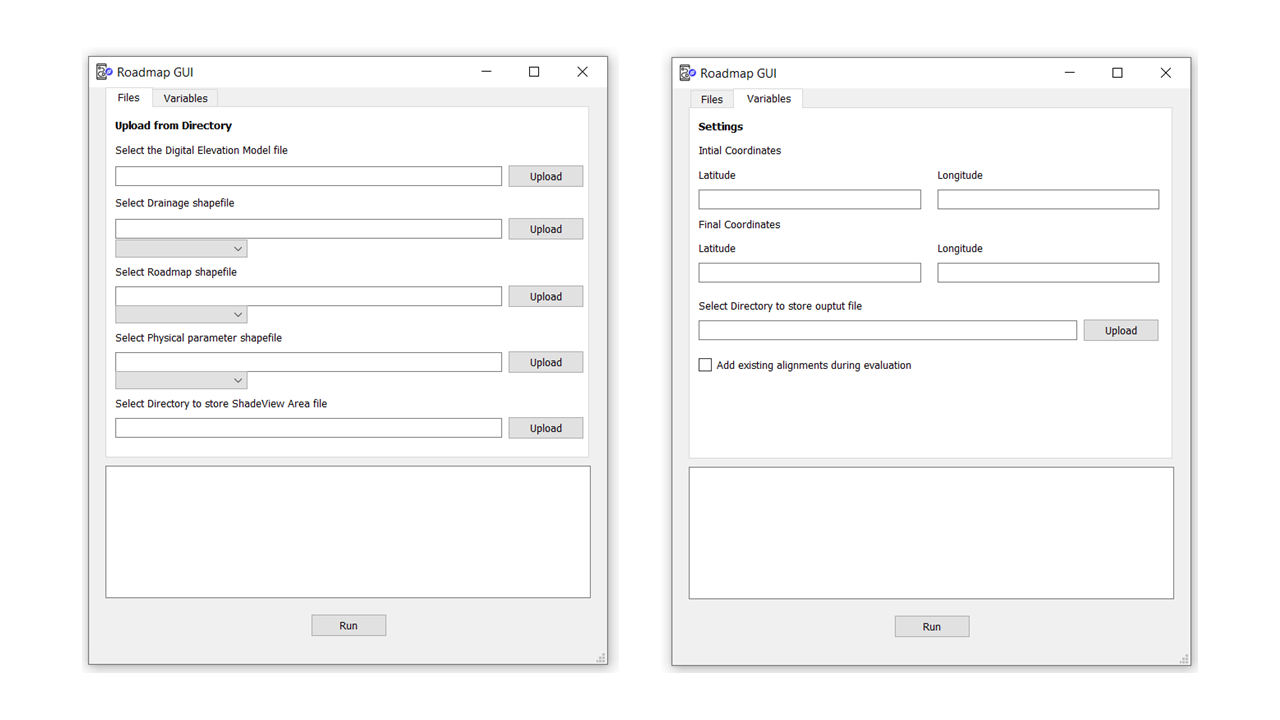 Roadmap GUI
Files Variables
Upload from Directory
Select the Digital Elevation Model file
Upload
Select Drainage shapefile
Upload
Select Roadmap shapefile
Upload
Select Physical parameter shapefile
Upload
Select Directory to store ShadeView Area file
Upload
Run
Roadmap GUI
Files Variables
Settings
Intial Coordinates
Latitude Longitude
Final Coordinates
Latitude Longitude
Select Directory to store ouptut file
Upload
Add existing alignments during evaluation
Run